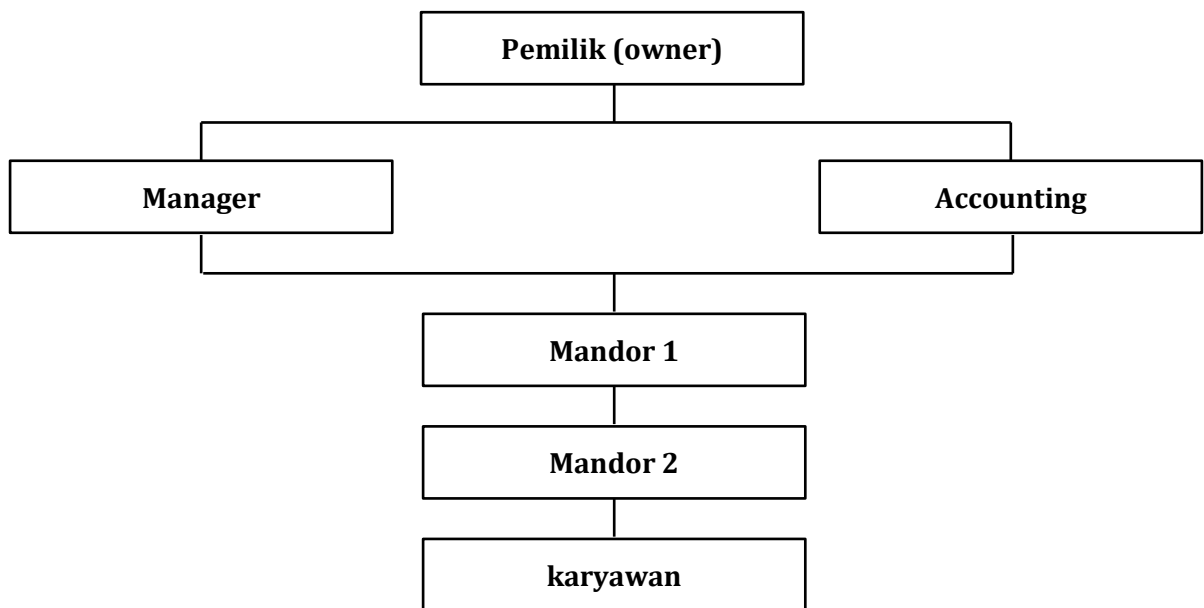 Pemilik (owner)
Manager
Accounting
Mandor 1
Mandor 2
karyawan